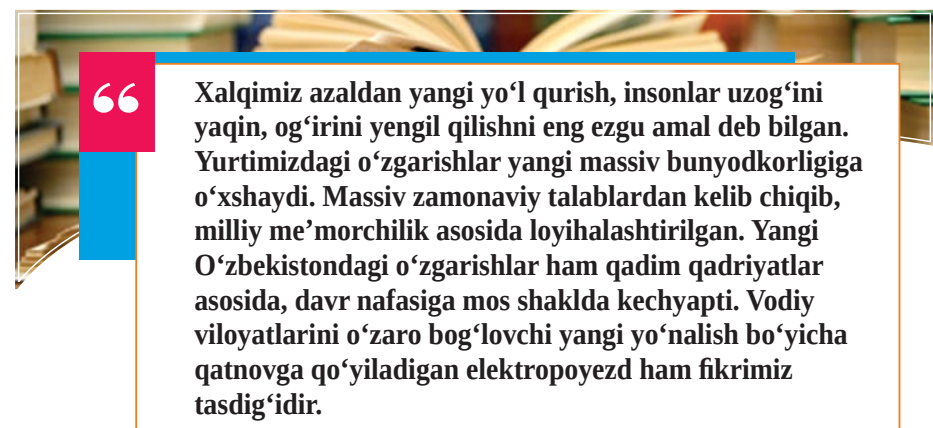 “
Xalqimiz azaldan yangi yo‘l qurish, insonlar uzog‘ini
yaqin, og‘irini yengil qilishni eng ezgu amal deb bilgan.
Yurtimizdagi o‘zgarishlar yangi massiv bunyodkorligiga
o‘xshaydi. Massiv zamonaviy talablardan kelib chiqib,
milliy me’morchilik asosida loyihalashtirilgan. Yangi
O‘zbekistondagi o‘zgarishlar ham qadim qadriyatlar
asosida, davr nafasiga mos shaklda kechyapti. Vodiy
viloyatlarini o‘zaro bog‘lovchi yangi yo‘nalish bo‘yicha
qatnovga qo‘yiladigan elektropoyezd ham fikrimiz
tasdig‘idir.